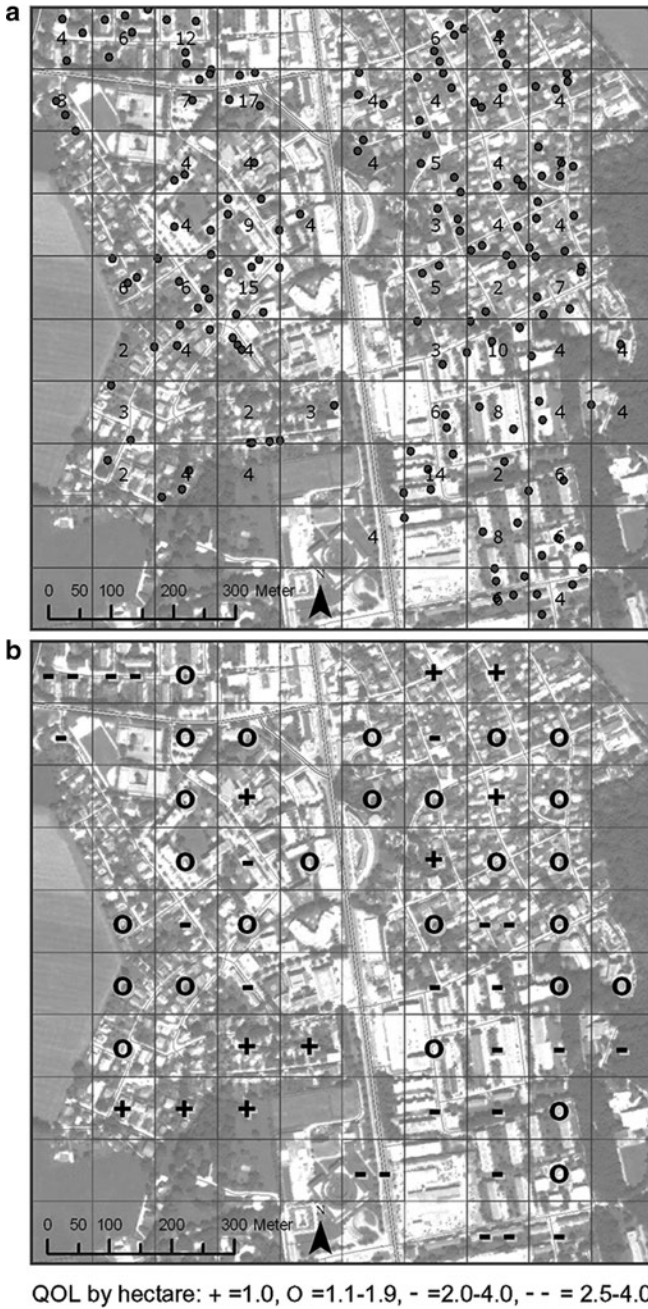 a
4 6 12 6 4
3 7 17 4 4 4 4
4 4 4 5 4 7
4 9 4 3 4 4
6 6 15 5 2 7
2 4 4 3 10 4 4
3 2 3 6 8 4 4
2 4 4 14 2 6
4 8 6
6 4
0 50 100 200 300 Meter
N
b
- - - - O + +
- O O O - O O
O + O O + O
O - O + O O
O - O O - - O
O O - - - O O
O + + O - - -
+ + + - - O
- - - O
- - -
0 50 100 200 300 Meter
N
QOL by hectare: + =1.0, O =1.1-1.9, - =2.0-4.0, - - = 2.5-4.0